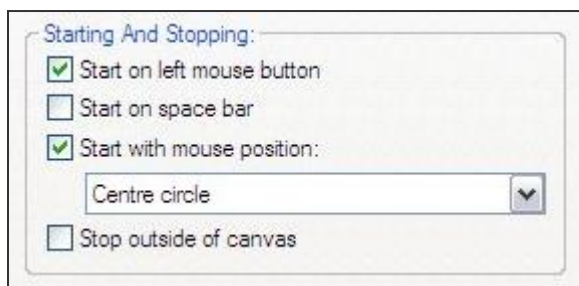 Starting And Stopping:
Start on left mouse button
Start on space bar
Start with mouse position:
Centre circle
Stop outside of canvas